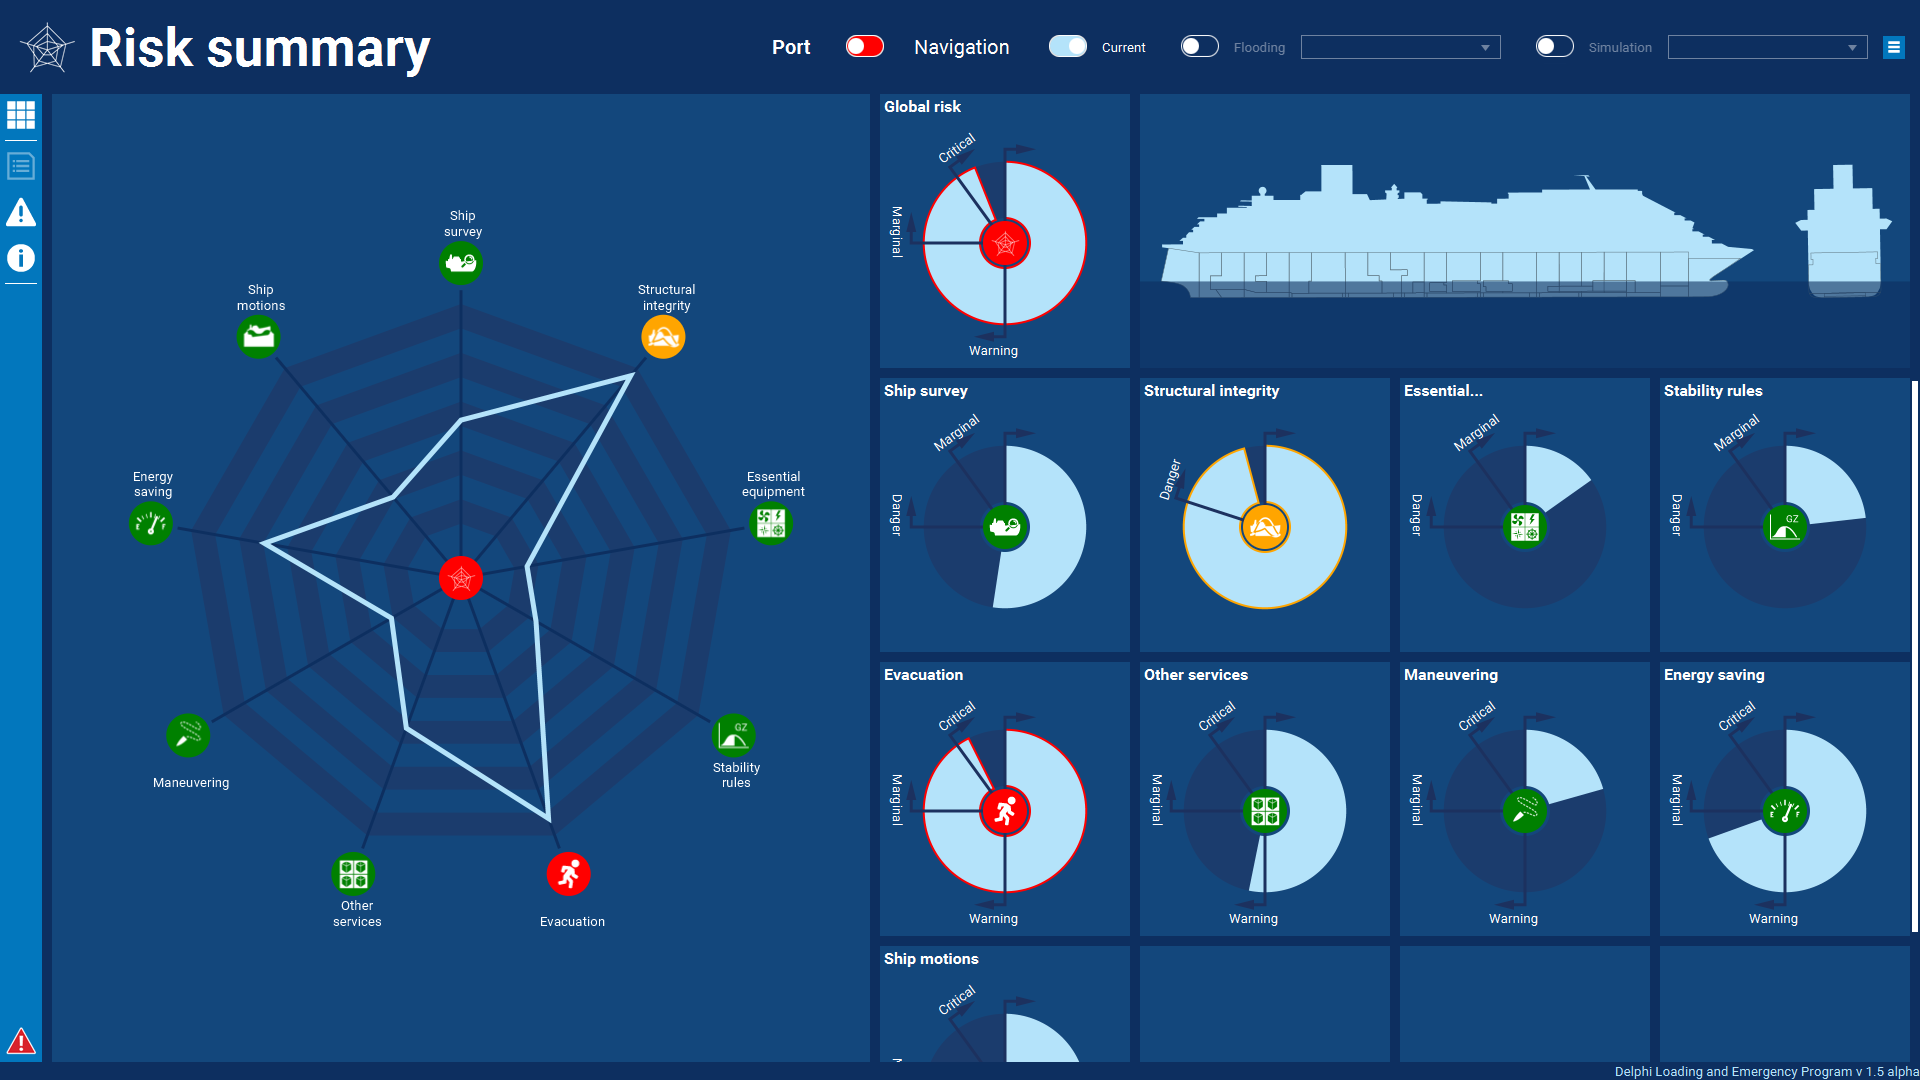 Risk summary
Port
Navigation
Current
Flooding
Simulation
Ship
survey
Ship
motions
Structural
integrity
Energy
saving
Essential
equipment
Maneuvering
GZ
Stability
rules
Other
services
Evacuation
Global risk
Critical
Marginal
Warning
Ship survey
Marginal
Danger
Structural integrity
Danger
Essential...
Marginal
Danger
Stability rules
Marginal
Danger
GZ
Evacuation
Critical
Marginal
Warning
Other services
Critical
Marginal
Warning
Maneuvering
Critical
Marginal
Warning
Energy saving
Critical
Marginal
E F
Warning
Ship motions
Critical
Delphi Loading and Emergency Program v 1.5 alpha